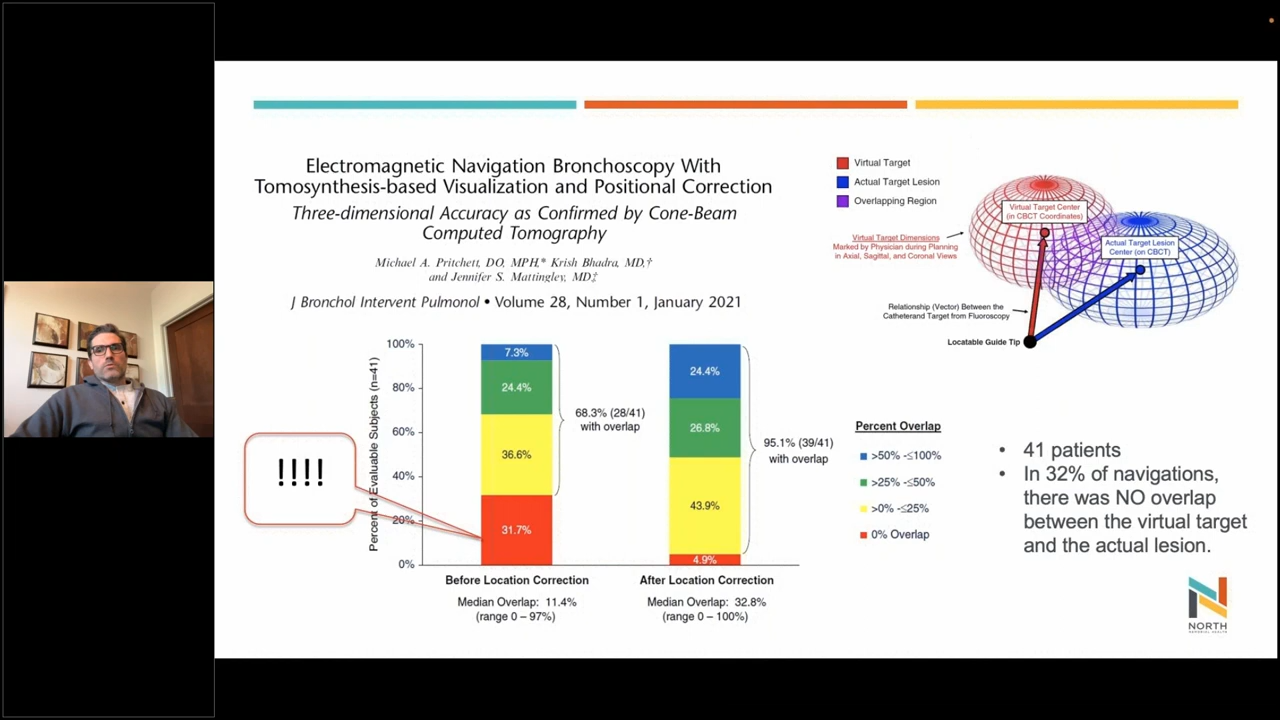 Electromagnetic Navigation Bronchoscopy With
Tomosynthesis-based Visualization and Positional Correction
Three-dimensional Accuracy as Confirmed by Cone-Beam
Computed Tomography
Michael A. Pritchett, DO, MPH,* Krish Bhadra, MD,†
and Jennifer S. Mattingley, MD‡
J Bronchol Intervent Pulmonol • Volume 28, Number 1, January 2021
Virtual Target
Actual Target Lesion
Overlapping Region
Virtual Target Dimensions
Marked by Physician during Planning
in Axial, Sagittal, and Coronal Views
Virtual Target Center
(in CBCT Coordinates)
Actual Target Lesion
Center (on CBCT)
Relationship (Vector) Between the
Catheterand Target from Fluoroscopy
Locatable Guide Tip
!!!!
Percent of Evaluable Subjects (n=41)
100%
80%
60%
40%
20%
0%
7.3%
24.4%
36.6%
31.7%
68.3% (28/41)
with overlap
24.4%
26.8%
43.9%
4.9%
95.1% (39/41)
with overlap
Before Location Correction
Median Overlap: 11.4%
(range 0 – 97%)
After Location Correction
Median Overlap: 32.8%
(range 0 – 100%)
Percent Overlap
>50% -≤100%
>25% -≤50%
>0% -≤25%
0% Overlap
• 41 patients
• In 32% of navigations,
there was NO overlap
between the virtual target
and the actual lesion.
NORTH
MEMORIAL HEALTH